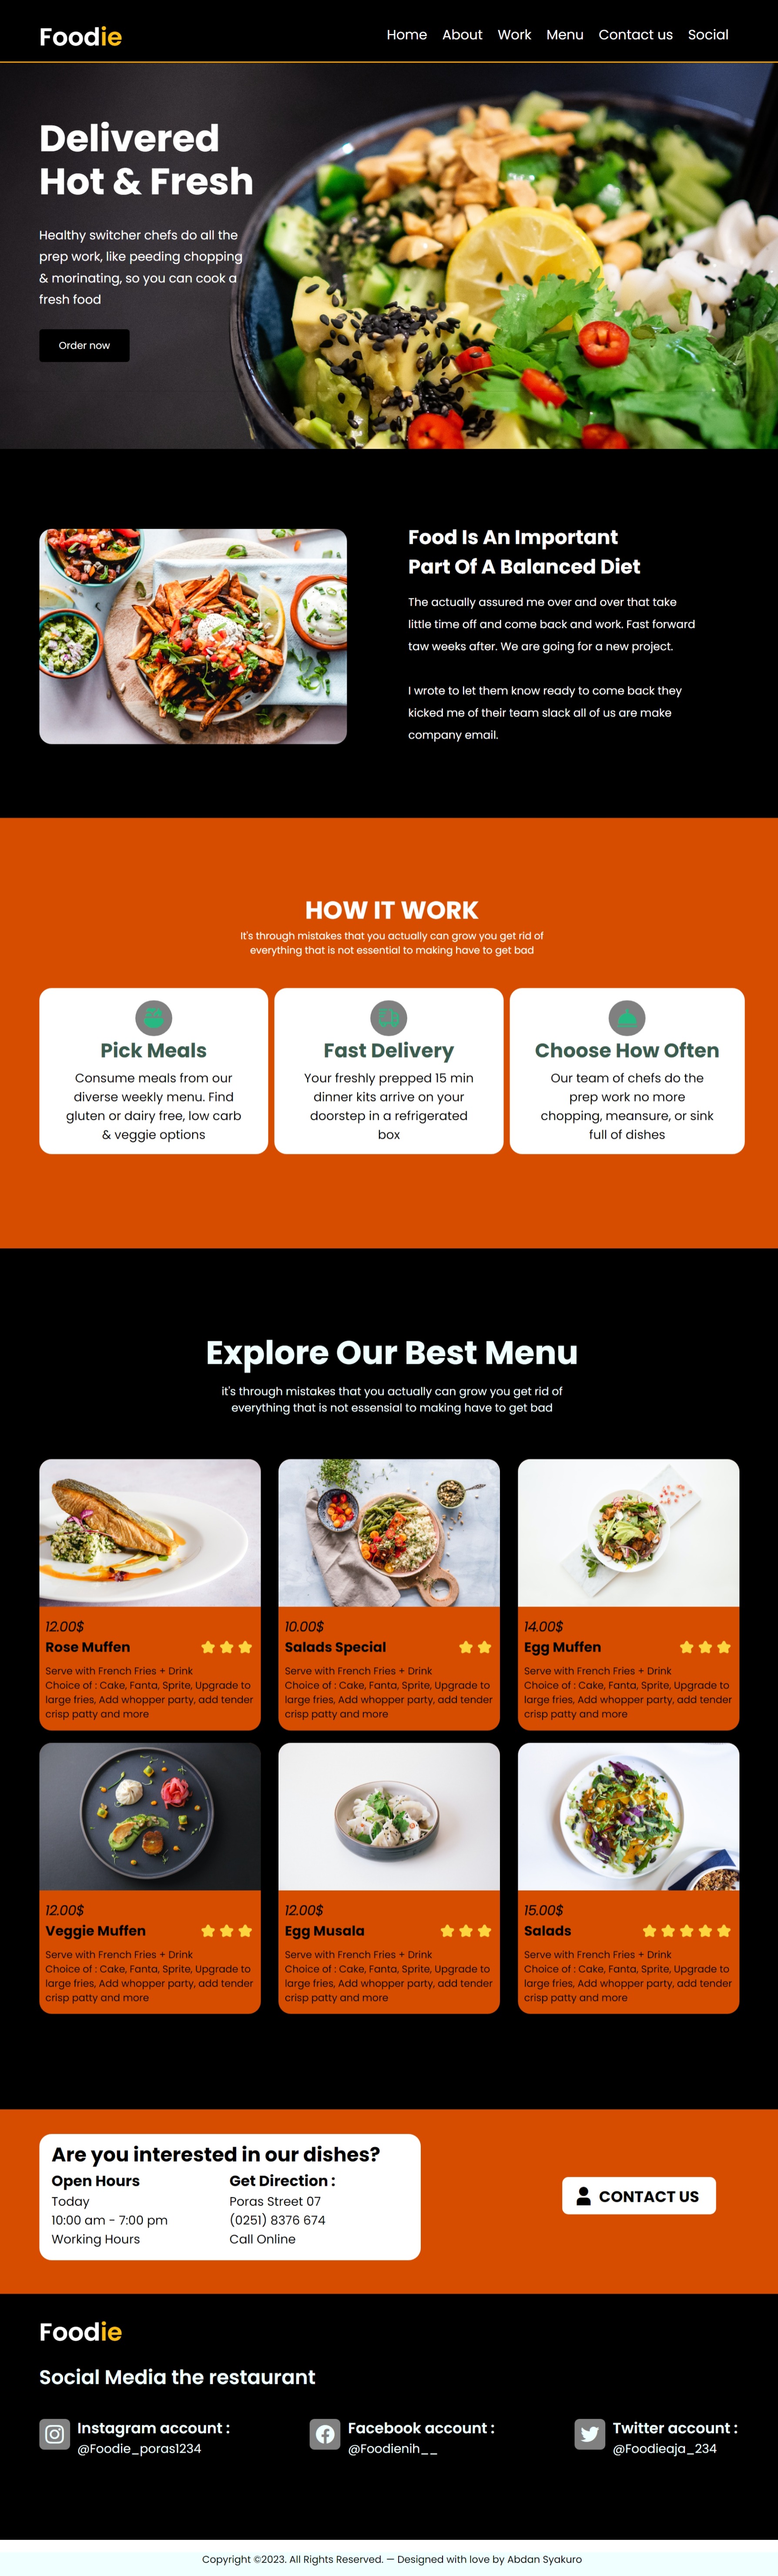 Foodie
Home About Work Menu Contact us Social
Delivered
Hot & Fresh
Healthy switcher chefs do all the
prep work, like peeding chopping
& morinating, so you can cook a
fresh food
Order now
Food Is An Important
Part Of A Balanced Diet
The actually assured me over and over that take
little time off and come back and work. Fast forward
taw weeks after. We are going for a new project.
I wrote to let them know ready to come back they
kicked me of their team slack all of us are make
company email.
HOW IT WORK
It's through mistakes that you actually can grow you get rid of
everything that is not essential to making have to get bad
Pick Meals
Consume meals from our
diverse weekly menu. Find
gluten or dairy free, low carb
& veggie options
Fast Delivery
Your freshly prepped 15 min
dinner kits arrive on your
doorstep in a refrigerated
box
Choose How Often
Our team of chefs do the
prep work no more
chopping, meansure, or sink
full of dishes
Explore Our Best Menu
it's through mistakes that you actually can grow you get rid of
everything that is not essensial to making have to get bad
12.00$
Rose Muffen
Serve with French Fries + Drink
Choice of : Cake, Fanta, Sprite, Upgrade to
large fries, Add whopper party, add tender
crisp patty and more
10.00$
Salads Special
Serve with French Fries + Drink
Choice of : Cake, Fanta, Sprite, Upgrade to
large fries, Add whopper party, add tender
crisp patty and more
14.00$
Egg Muffen
Serve with French Fries + Drink
Choice of : Cake, Fanta, Sprite, Upgrade to
large fries, Add whopper party, add tender
crisp patty and more
12.00$
Veggie Muffen
Serve with French Fries + Drink
Choice of : Cake, Fanta, Sprite, Upgrade to
large fries, Add whopper party, add tender
crisp patty and more
12.00$
Egg Musala
Serve with French Fries + Drink
Choice of : Cake, Fanta, Sprite, Upgrade to
large fries, Add whopper party, add tender
crisp patty and more
15.00$
Salads
Serve with French Fries + Drink
Choice of : Cake, Fanta, Sprite, Upgrade to
large fries, Add whopper party, add tender
crisp patty and more
Are you interested in our dishes?
Open Hours
Today
10:00 am - 7:00 pm
Working Hours
Get Direction :
Poras Street 07
(0251) 8376 674
Call Online
CONTACT US
Foodie
Social Media the restaurant
Instagram account :
@Foodie_poras1234
Facebook account :
@Foodienih__
Twitter account :
@Foodieaja_234
Copyright ©2023. All Rights Reserved. — Designed with love by Abdan Syakuro